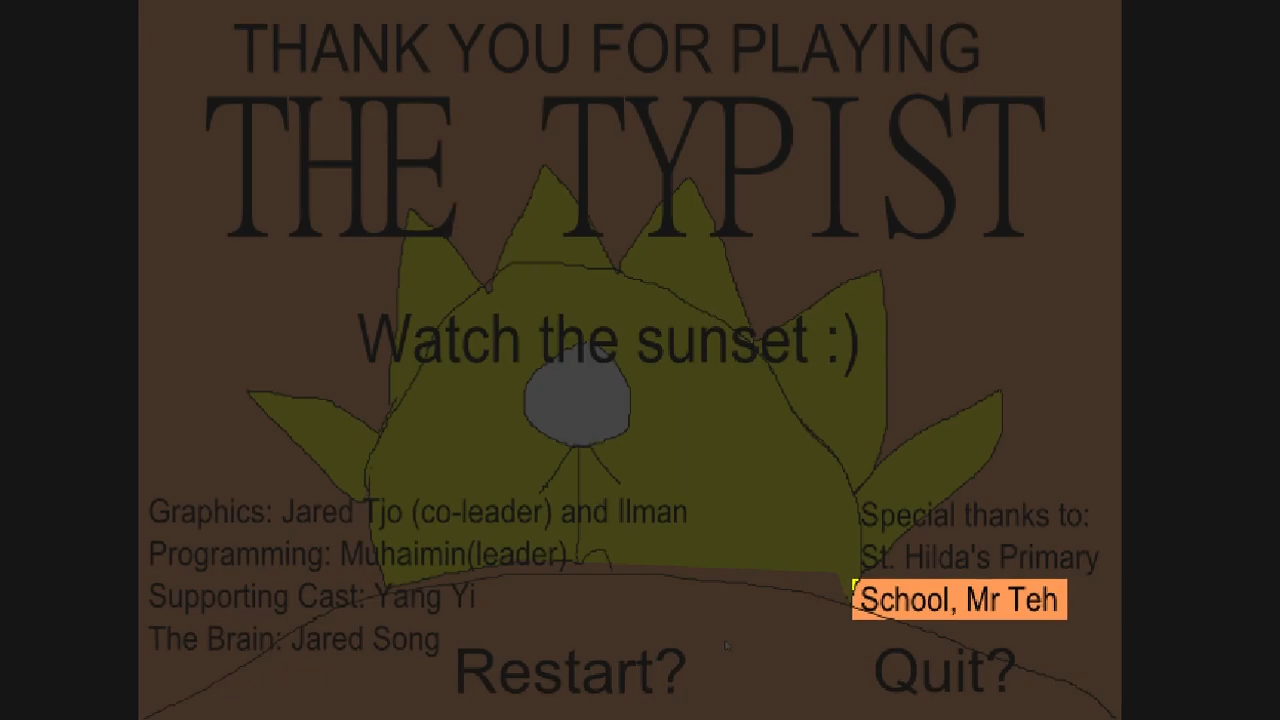 THANK YOU FOR PLAYING
THE TYPIST
Watch the sunset :)
Graphics: Jared Tjo (co-leader) and Ilman
Programming: Muhaimin(leader)
Supporting Cast: Yang Yi
The Brain: Jared Song
Special thanks to:
St. Hilda's Primary
School, Mr Teh
Restart?
Quit?